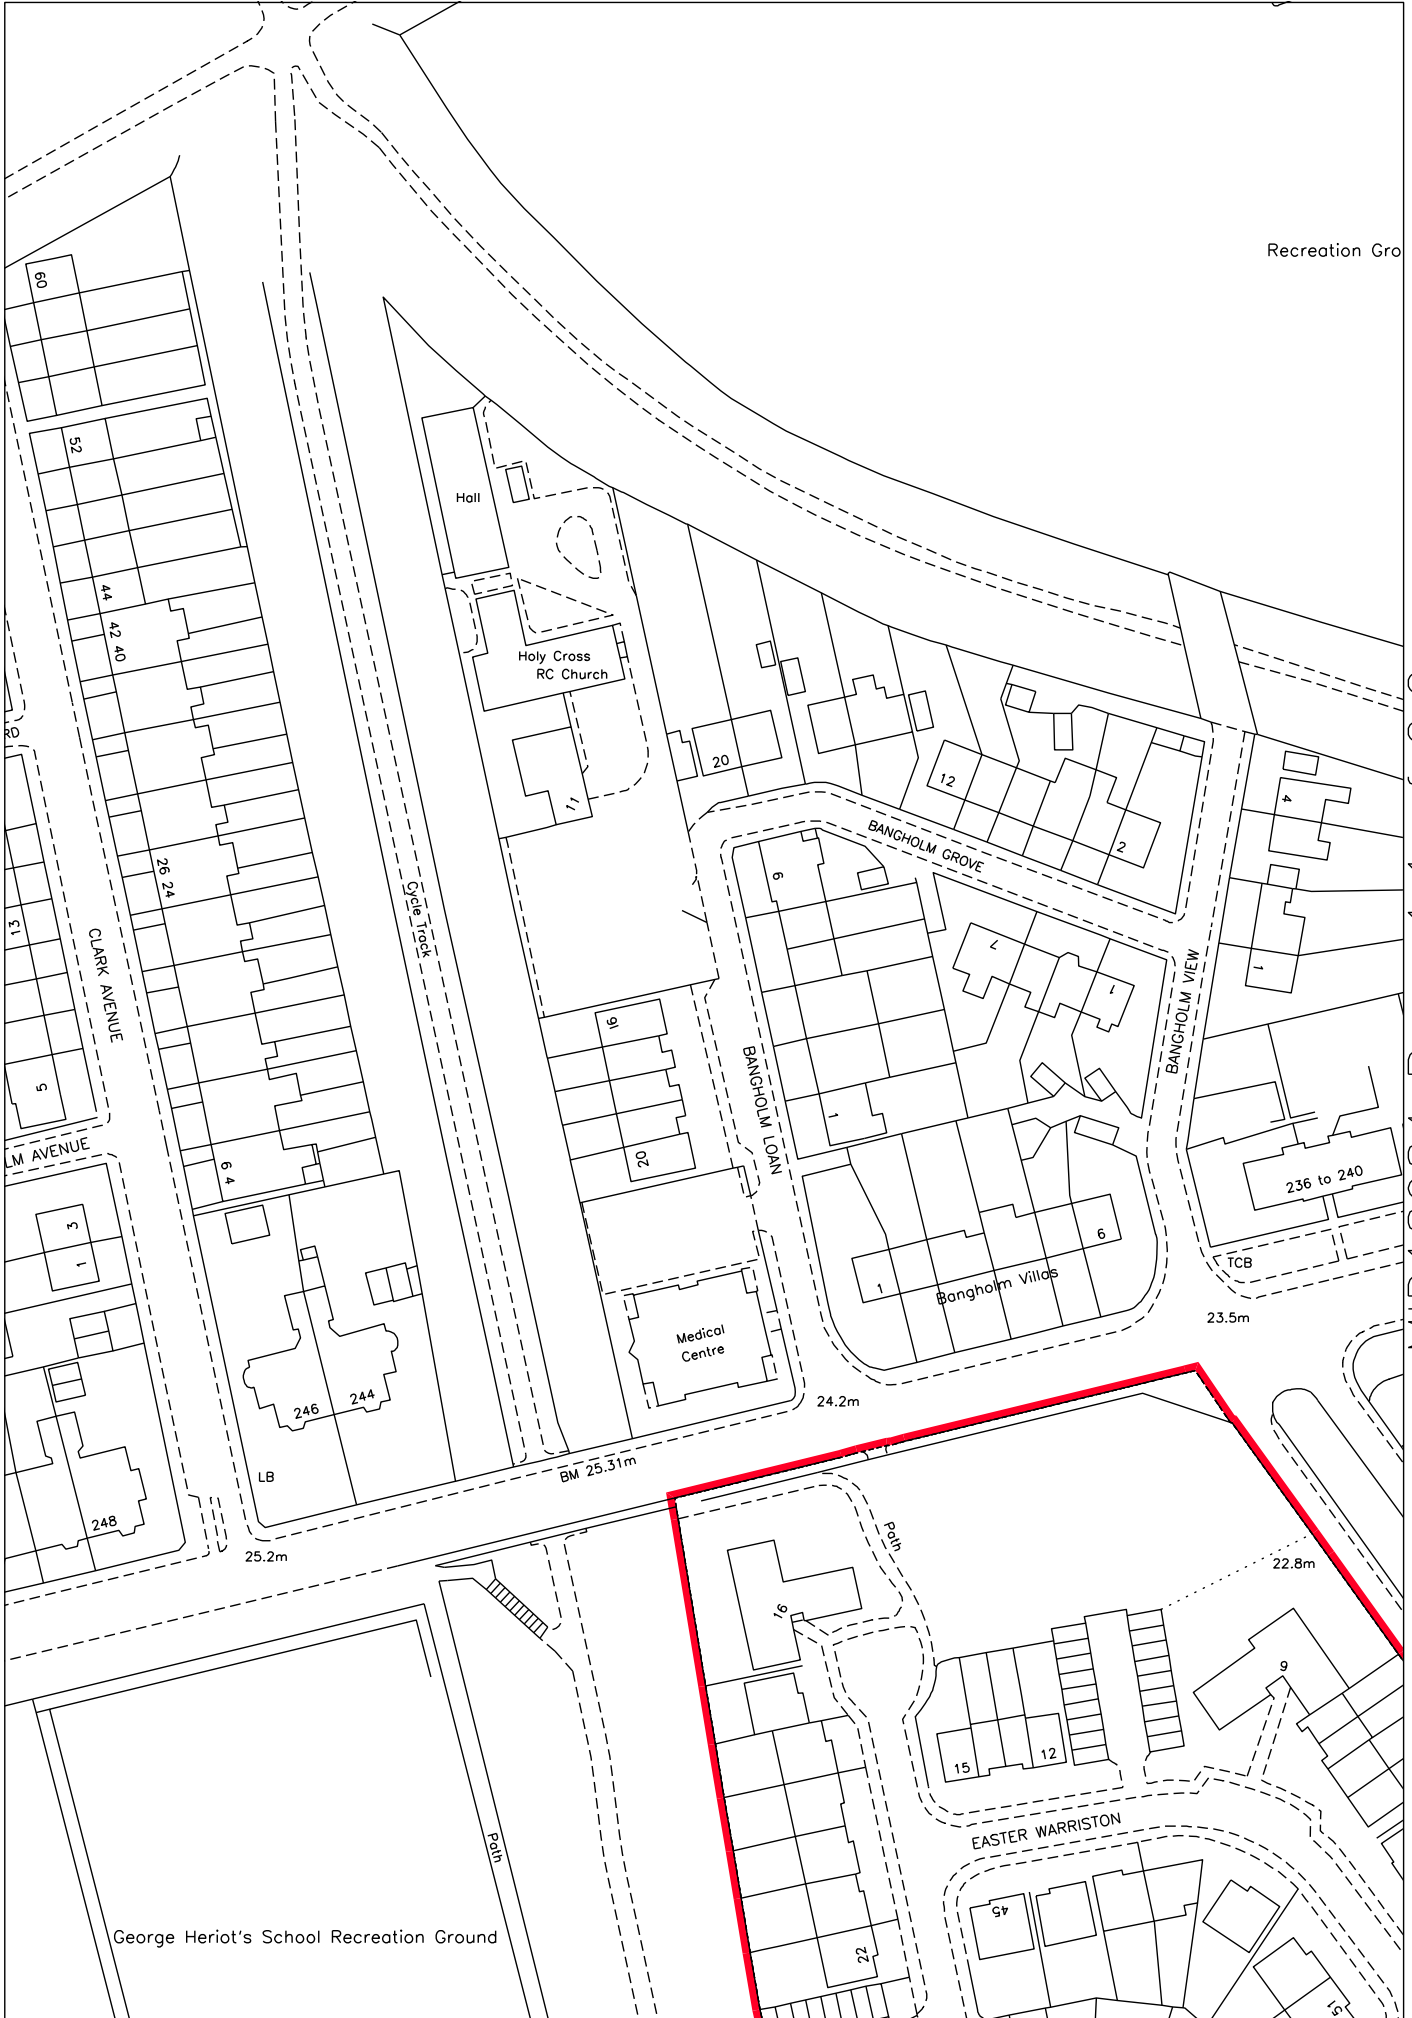 Recreation Gro
60
52
Hall
44
42 40
Holy Cross
RC Church
RD
20
12
4
2
BANGHOLM GROVE
9
26 24
Cycle Track
13
7
1
1
CLARK AVENUE
BANGHOLM VIEW
16
5
BANGHOLM LOAN
1
LM AVENUE
20
6 4
236 to 240
3
1
6
TCB
1
Bangholm Villas
23.5m
Medical
Centre
246
244
24.2m
LB
BM 25.31m
248
25.2m
Path
22.8m
16
9
15
12
EASTER WARRISTON
Path
45
George Heriot's School Recreation Ground
22
51